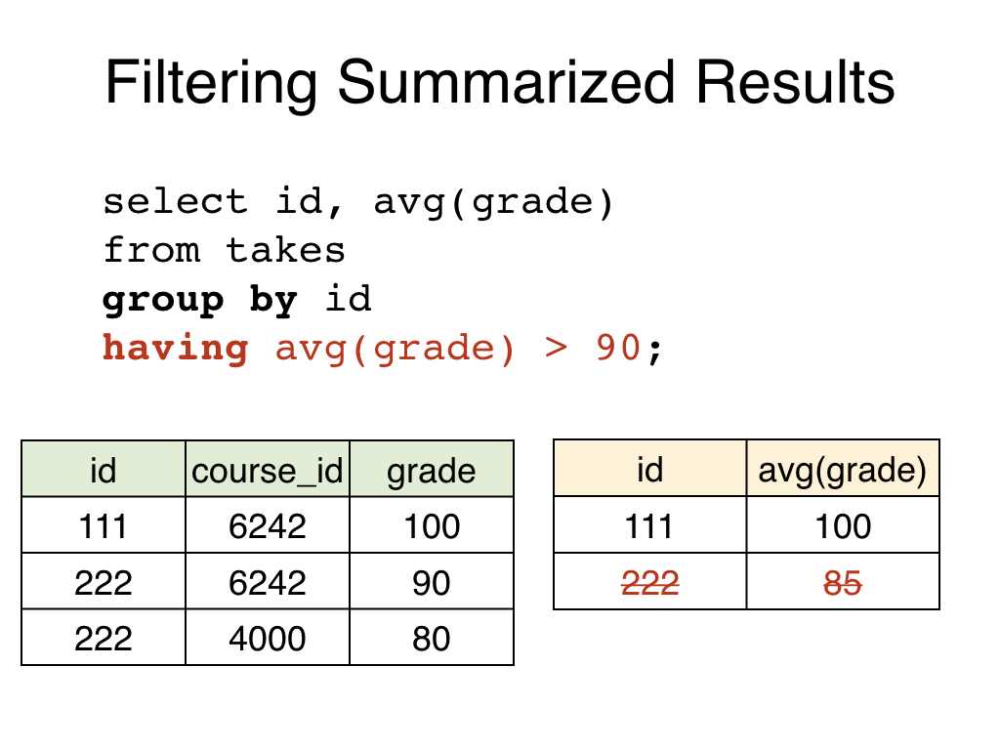 Filtering Summarized Results
select id, avg(grade)
from takes
group by id
having avg(grade) > 90;
id course_id grade
111 6242 100
222 6242 90
222 4000 80
id avg(grade)
111 100
222 85